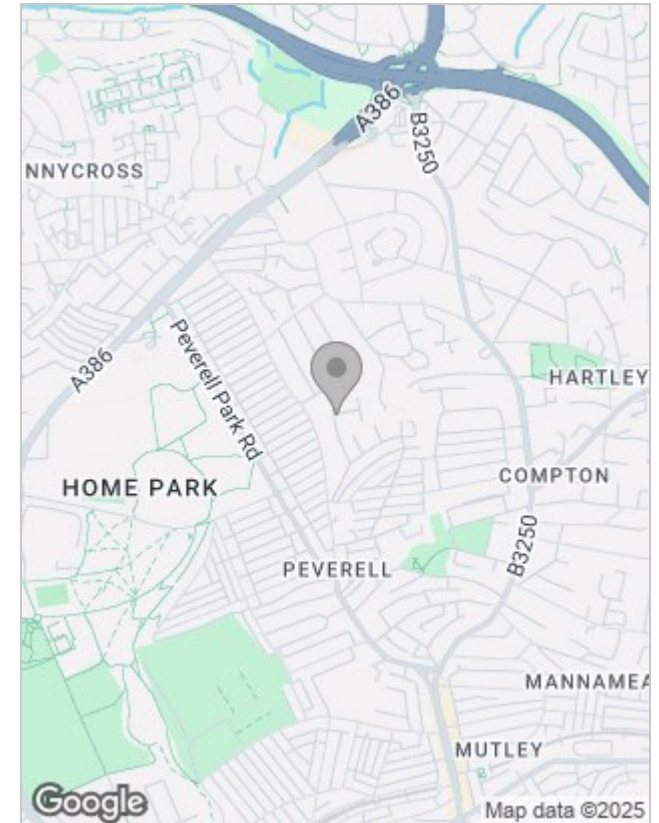 A386
B3250
NNYCROSS
Peverell Park Rd
A386
HARTLEY
HOME PARK
COMPTON
B3250
PEVERELL
MANNAMEA
MUTLEY
Google
Map data ©2025